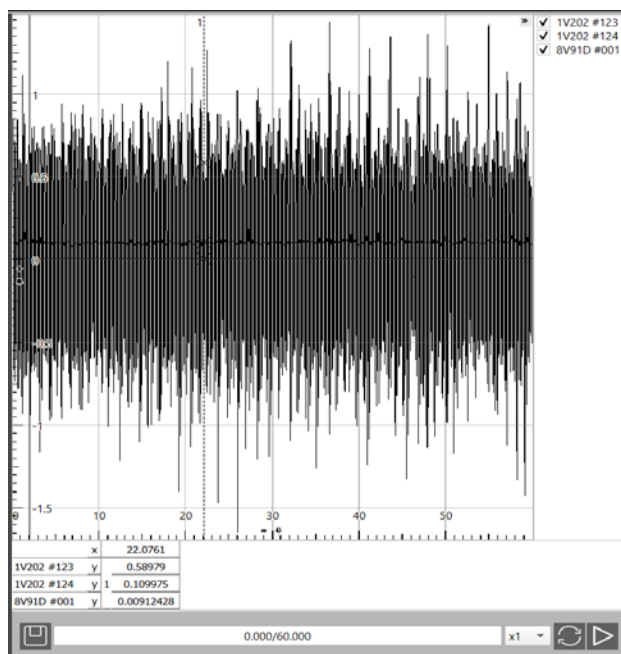 1
»
✓ 1V202 #123
✓ 1V202 #124
✓ 8V91D #001
1
0.5
0
-0.5
-1
-1.5
0 10 20 30 40 50
x 22.0761
1V202 #123 y 0.58979
1V202 #124 y 1 0.109975
8V91D #001 y 0.00912428
0.000/60.000 x1